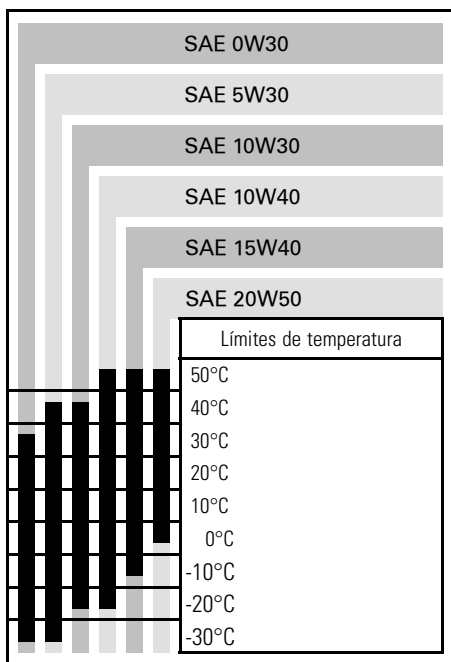 SAE 0W30
SAE 5W30
SAE 10W30
SAE 10W40
SAE 15W40
SAE 20W50
Límites de temperatura
50°C
40°C
30°C
20°C
10°C
0°C
-10°C
-20°C
-30°C